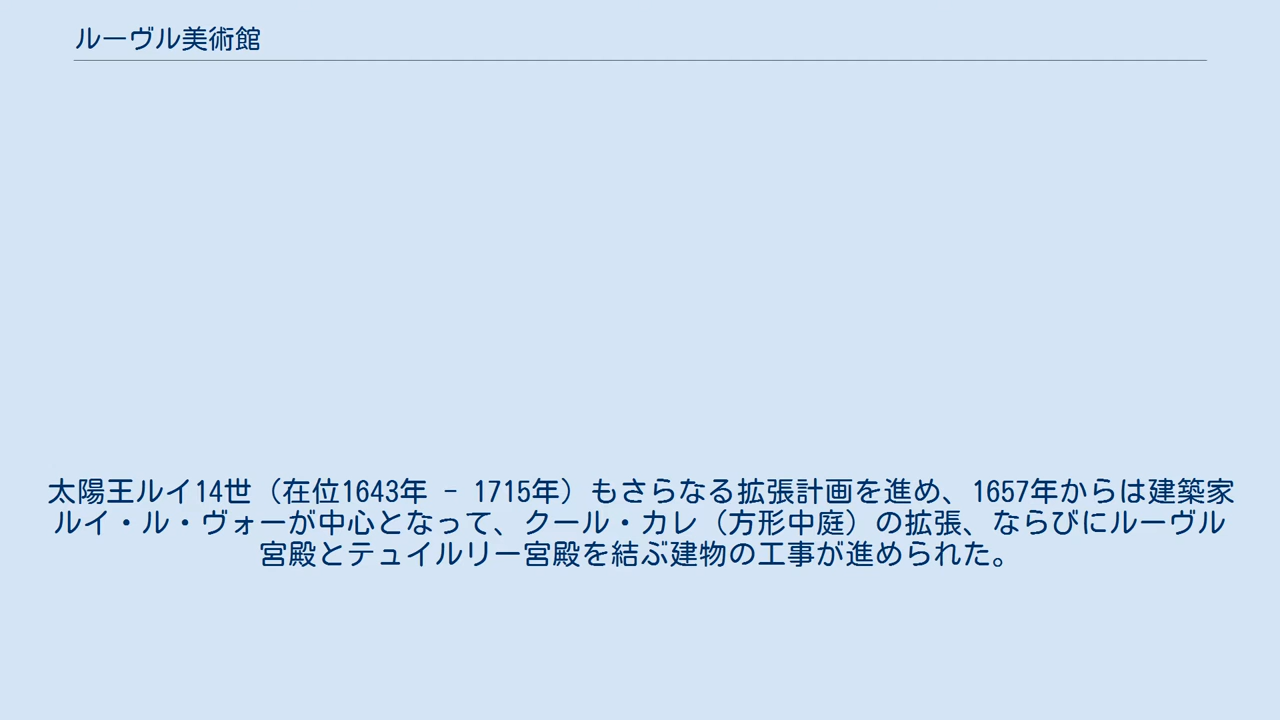 ルーヴル美術館
太陽王ルイ14世（在位1643年 - 1715年）もさらなる拡張計画を進め、1657年からは建築家
ルイ・ル・ヴォーが中心となって、クール・カレ（方形中庭）の拡張、ならびにルーヴル
宮殿とテュイルリー宮殿を結ぶ建物の工事が進められた。